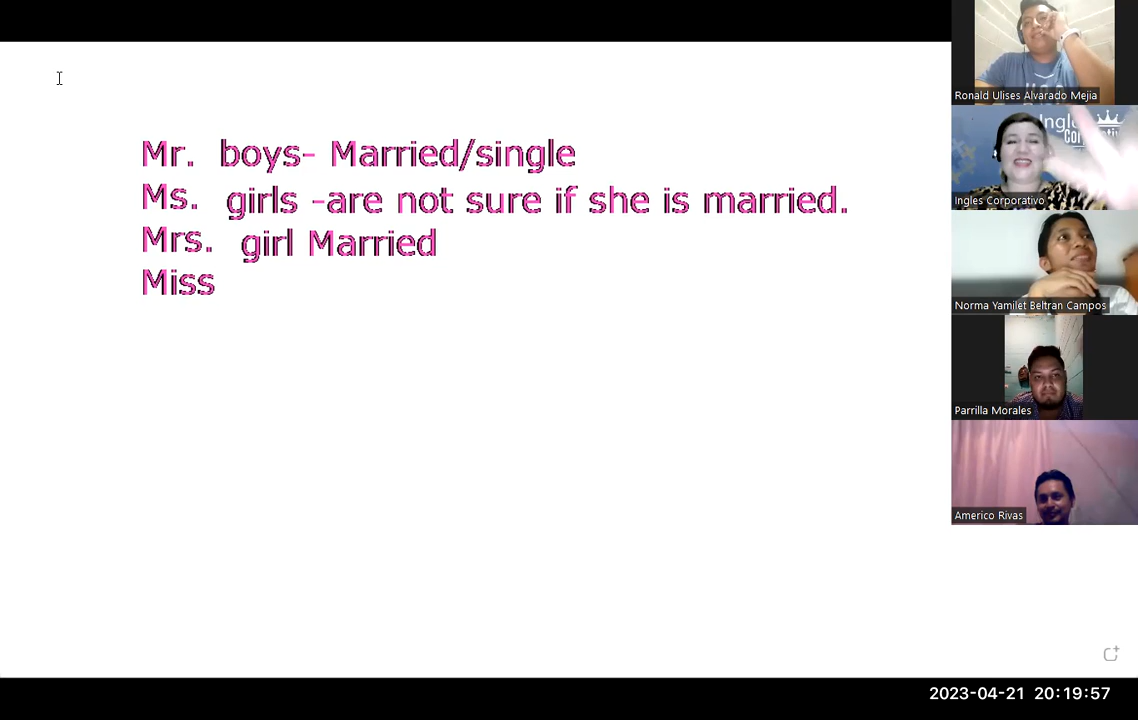 Mr. boys- Married/single
Ms. girls -are not sure if she is married.
Mrs. girl Married
Miss
Ronald Ulises Alvarado Mejia
Ingles Corporativo
Norma Yamilet Beltran Campos
Parrilla Morales
Americo Rivas
2023-04-21 20:19:57